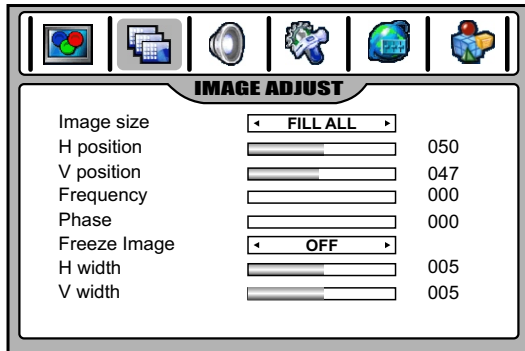 IMAGE ADJUST
Image size FILL ALL
H position 050
V position 047
Frequency 000
Phase 000
Freeze Image OFF
H width 005
V width 005